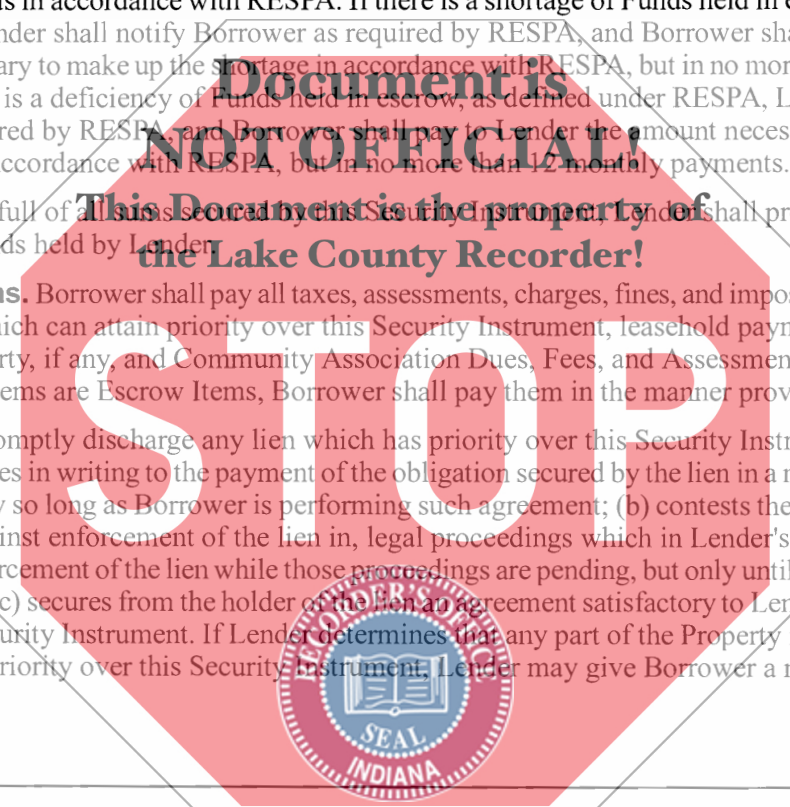 s in accordance with RESPA. If there is a shortage of Funds held in e
nder shall notify Borrower as required by RESPA, and Borrower sha
ary to make up the shortage in accordance with RESPA, but in no mor
is a deficiency of Funds held in escrow, as defined under RESPA, L
red by RESPA, and Borrower shall pay to Lender the amount neces
ccordance with RESPA, but in no more than 12 monthly payments.
full of all sums secured by this Security Instrument, Lender shall pr
ds held by Lender.
ns. Borrower shall pay all taxes, assessments, charges, fines, and impos
hich can attain priority over this Security Instrument, leasehold payn
rty, if any, and Community Association Dues, Fees, and Assessmen
ems are Escrow Items, Borrower shall pay them in the manner prov
omptly discharge any lien which has priority over this Security Instr
es in writing to the payment of the obligation secured by the lien in a n
y so long as Borrower is performing such agreement; (b) contests the
inst enforcement of the lien in, legal proceedings which in Lender's
rcement of the lien while those proceedings are pending, but only until
c) secures from the holder of the lien an agreement satisfactory to Len
urity Instrument. If Lender determines that any part of the Property
riority over this Security Instrument, Lender may give Borrower a n
Document is
NOT OFFICIAL!
This Document is the property of
the Lake County Recorder!
STOP
RECORDER'S OFFIC
SEAL
INDIANA